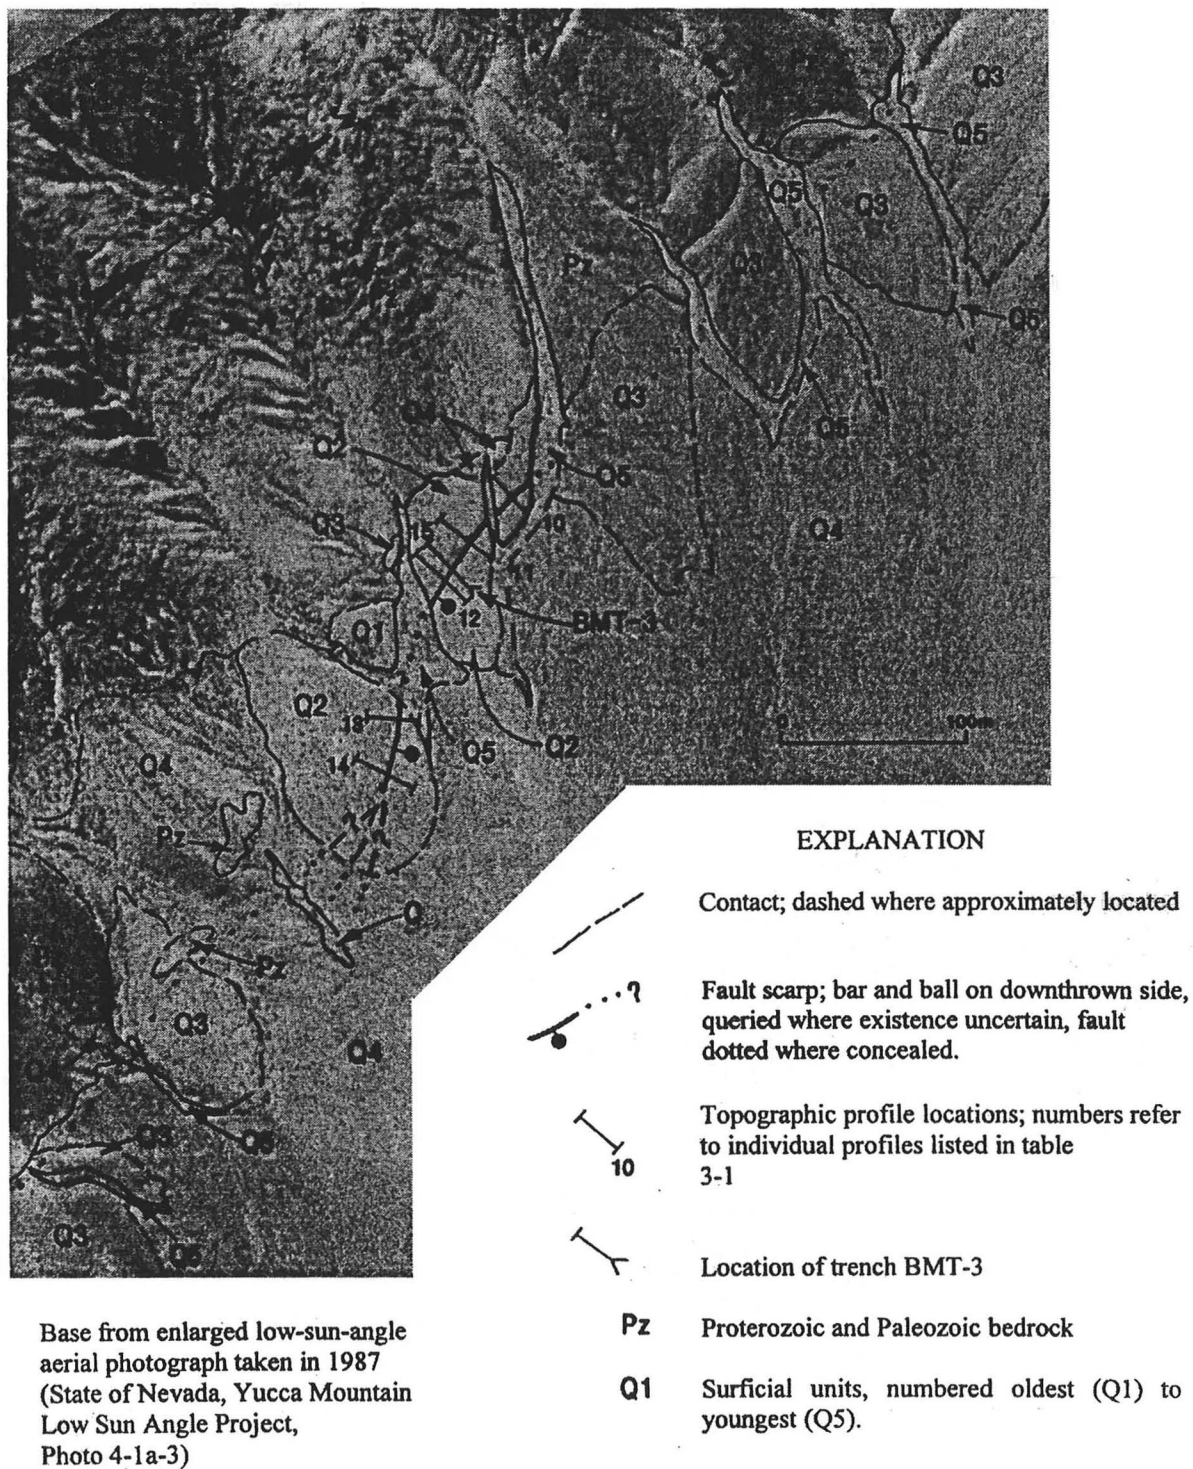 Q3
Q5
Q5
Q3
Pz
Q3
Q5
Q3
Q4
Q5
Q2
Q5
Q4
Q3
15
10
11
BMT-3
12
Q1
Q2
13
Q5
Q2
0 100m
14
Q4
Pz
? ?
Q
Pz
Q3
Q4
Q4
Q3
Q5
Q3
Q5
EXPLANATION
Contact; dashed where approximately located
?
Fault scarp; bar and ball on downthrown side,
queried where existence uncertain, fault
dotted where concealed.
Topographic profile locations; numbers refer
to individual profiles listed in table
3-1
10
Location of trench BMT-3
Pz Proterozoic and Paleozoic bedrock
Q1 Surficial units, numbered oldest (Q1) to
youngest (Q5).
Base from enlarged low-sun-angle
aerial photograph taken in 1987
(State of Nevada, Yucca Mountain
Low Sun Angle Project,
Photo 4-1a-3)